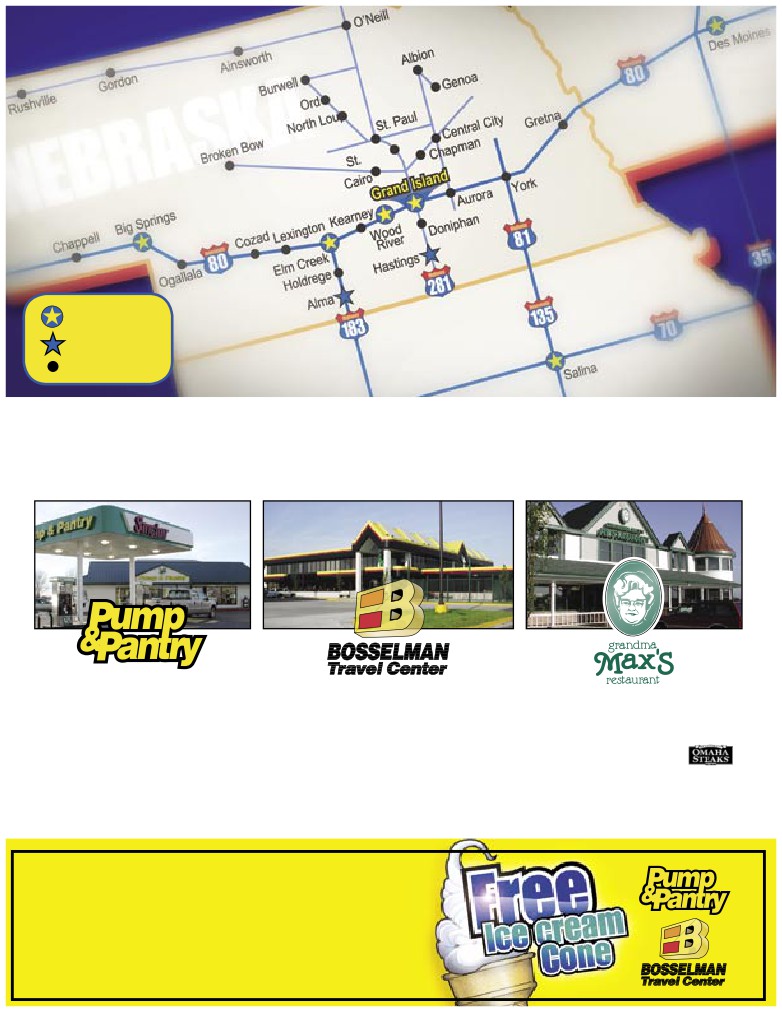 O'Neill
Ainsworth
Gordon
Rushville
Des Moines
80
Albion
Genoa
Burwell
Ord
North Loup
Gretna
St. Paul
Central City
Chapman
Broken Bow
St.
Cairo
NEBRASKA
Grand Island
Aurora
York
Big Springs
Chappell
Ogallala
80
Cozad
Lexington
Kearney
Wood
River
Doniphan
Elm Creek
Holdrege
Hastings
81
35
281
Alma
183
135
70
Salina
p & Pantry
Sinclair
Pump
&Pantry
B
BOSSELMAN
Travel Center
grandma
Max's
restaurant
OMAHA
STEAKS
Free
Ice cream
Cone
Pump
&Pantry
B
BOSSELMAN
Travel Center